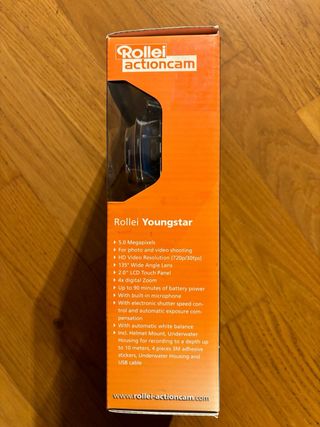 Rollei
actioncam
Rollei Youngstar
▸ 5.0 Megapixels
▸ For photo and video shooting
▸ HD Video Resolution (720p/30fps)
▸ 135° Wide Angle Lens
▸ 2.0" LCD Touch Panel
▸ 4x digital Zoom
▸ Up to 90 minutes of battery power
▸ With built-in microphone
▸ With electronic shutter speed con-
trol and automatic exposure com-
pensation
▸ With automatic white balance
▸ Incl. Helmet Mount, Underwater
Housing for recording to a depth up
to 10 meters, 4 pieces 3M adhesive
stickers, Underwater Housing and
USB cable
www.rollei-actioncam.com